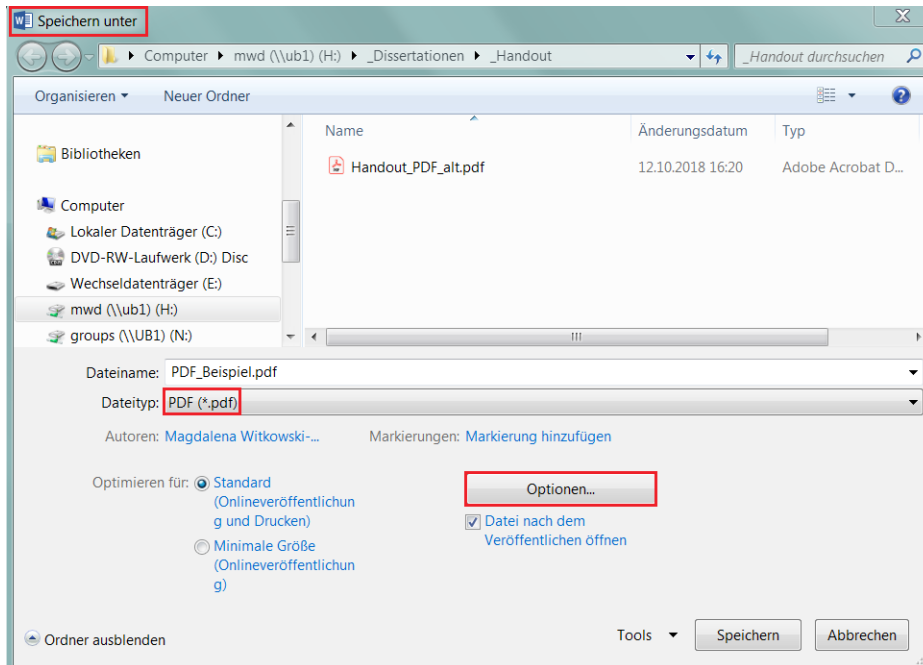 Speichern unter
Computer mwd (\\ub1) (H:) _Dissertationen _Handout
_Handout durchsuchen
Organisieren Neuer Ordner
Name Änderungsdatum Typ
Bibliotheken
Handout_PDF_alt.pdf 12.10.2018 16:20 Adobe Acrobat D...
Computer
Lokaler Datenträger (C:)
DVD-RW-Laufwerk (D:) Disc
Wechseldatenträger (E:)
mwd (\\ub1) (H:)
groups (\\UB1) (N:)
Dateiname: PDF_Beispiel.pdf
Dateityp: PDF (*.pdf)
Autoren: Magdalena Witkowski-... Markierungen: Markierung hinzufügen
Optimieren für: Standard
(Onlineveröffentlichun
g und Drucken)
Minimale Größe
(Onlineveröffentlichun
g)
Optionen...
Datei nach dem
Veröffentlichen öffnen
Ordner ausblenden
Tools Speichern Abbrechen